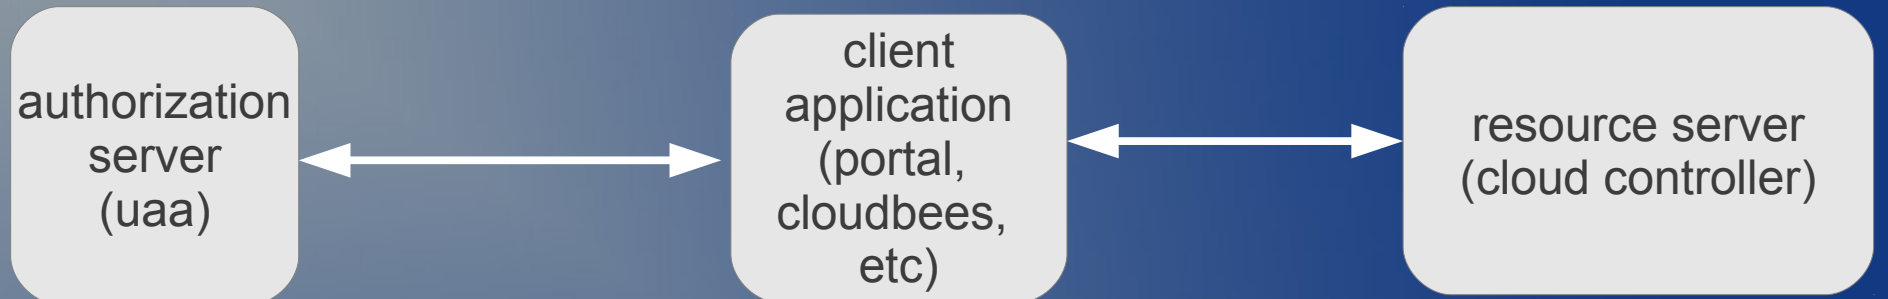 authorization
server
(uaa)
client
application
(portal,
cloudbees,
etc)
resource server
(cloud controller)